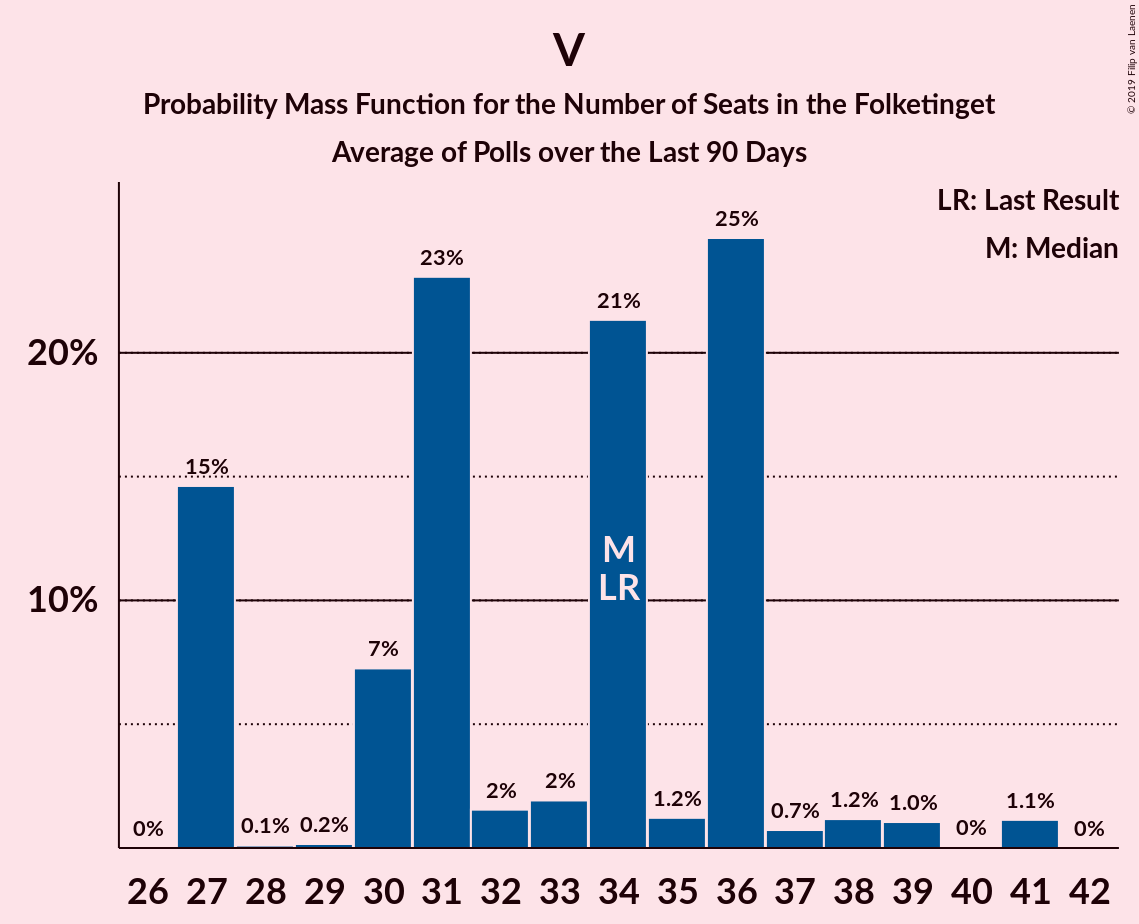 V
Probability Mass Function for the Number of Seats in the Folketinget
Average of Polls over the Last 90 Days
© 2019 Filip van Laenen
LR: Last Result
M: Median
20%
10%
0%
15%
0.1%
0.2%
7%
23%
2%
2%
21%
1.2%
25%
0.7%
1.2%
1.0%
0%
1.1%
0%
M
LR
26 27 28 29 30 31 32 33 34 35 36 37 38 39 40 41 42